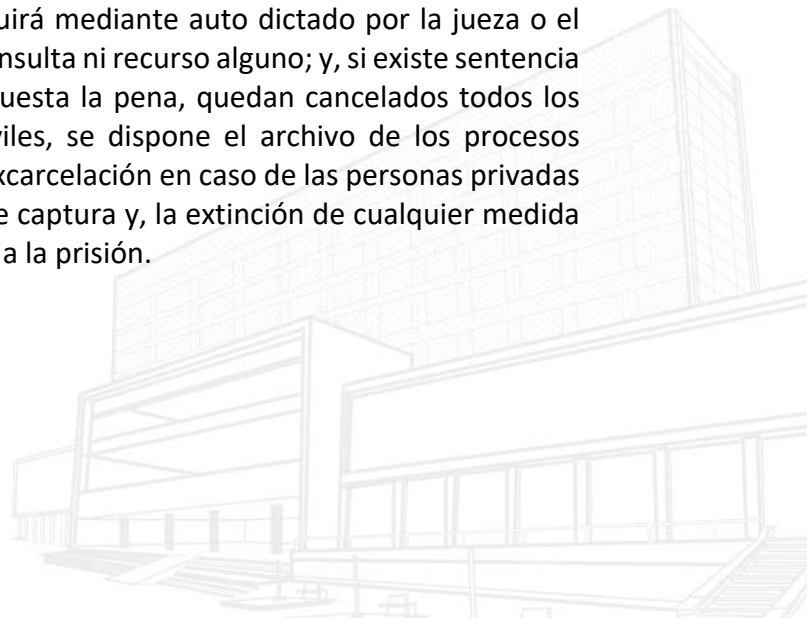 uirá mediante auto dictado por la jueza o el
nsulta ni recurso alguno; y, si existe sentencia
uesta la pena, quedan cancelados todos los
viles, se dispone el archivo de los procesos
xcarcelación en caso de las personas privadas
e captura y, la extinción de cualquier medida
a la prisión.